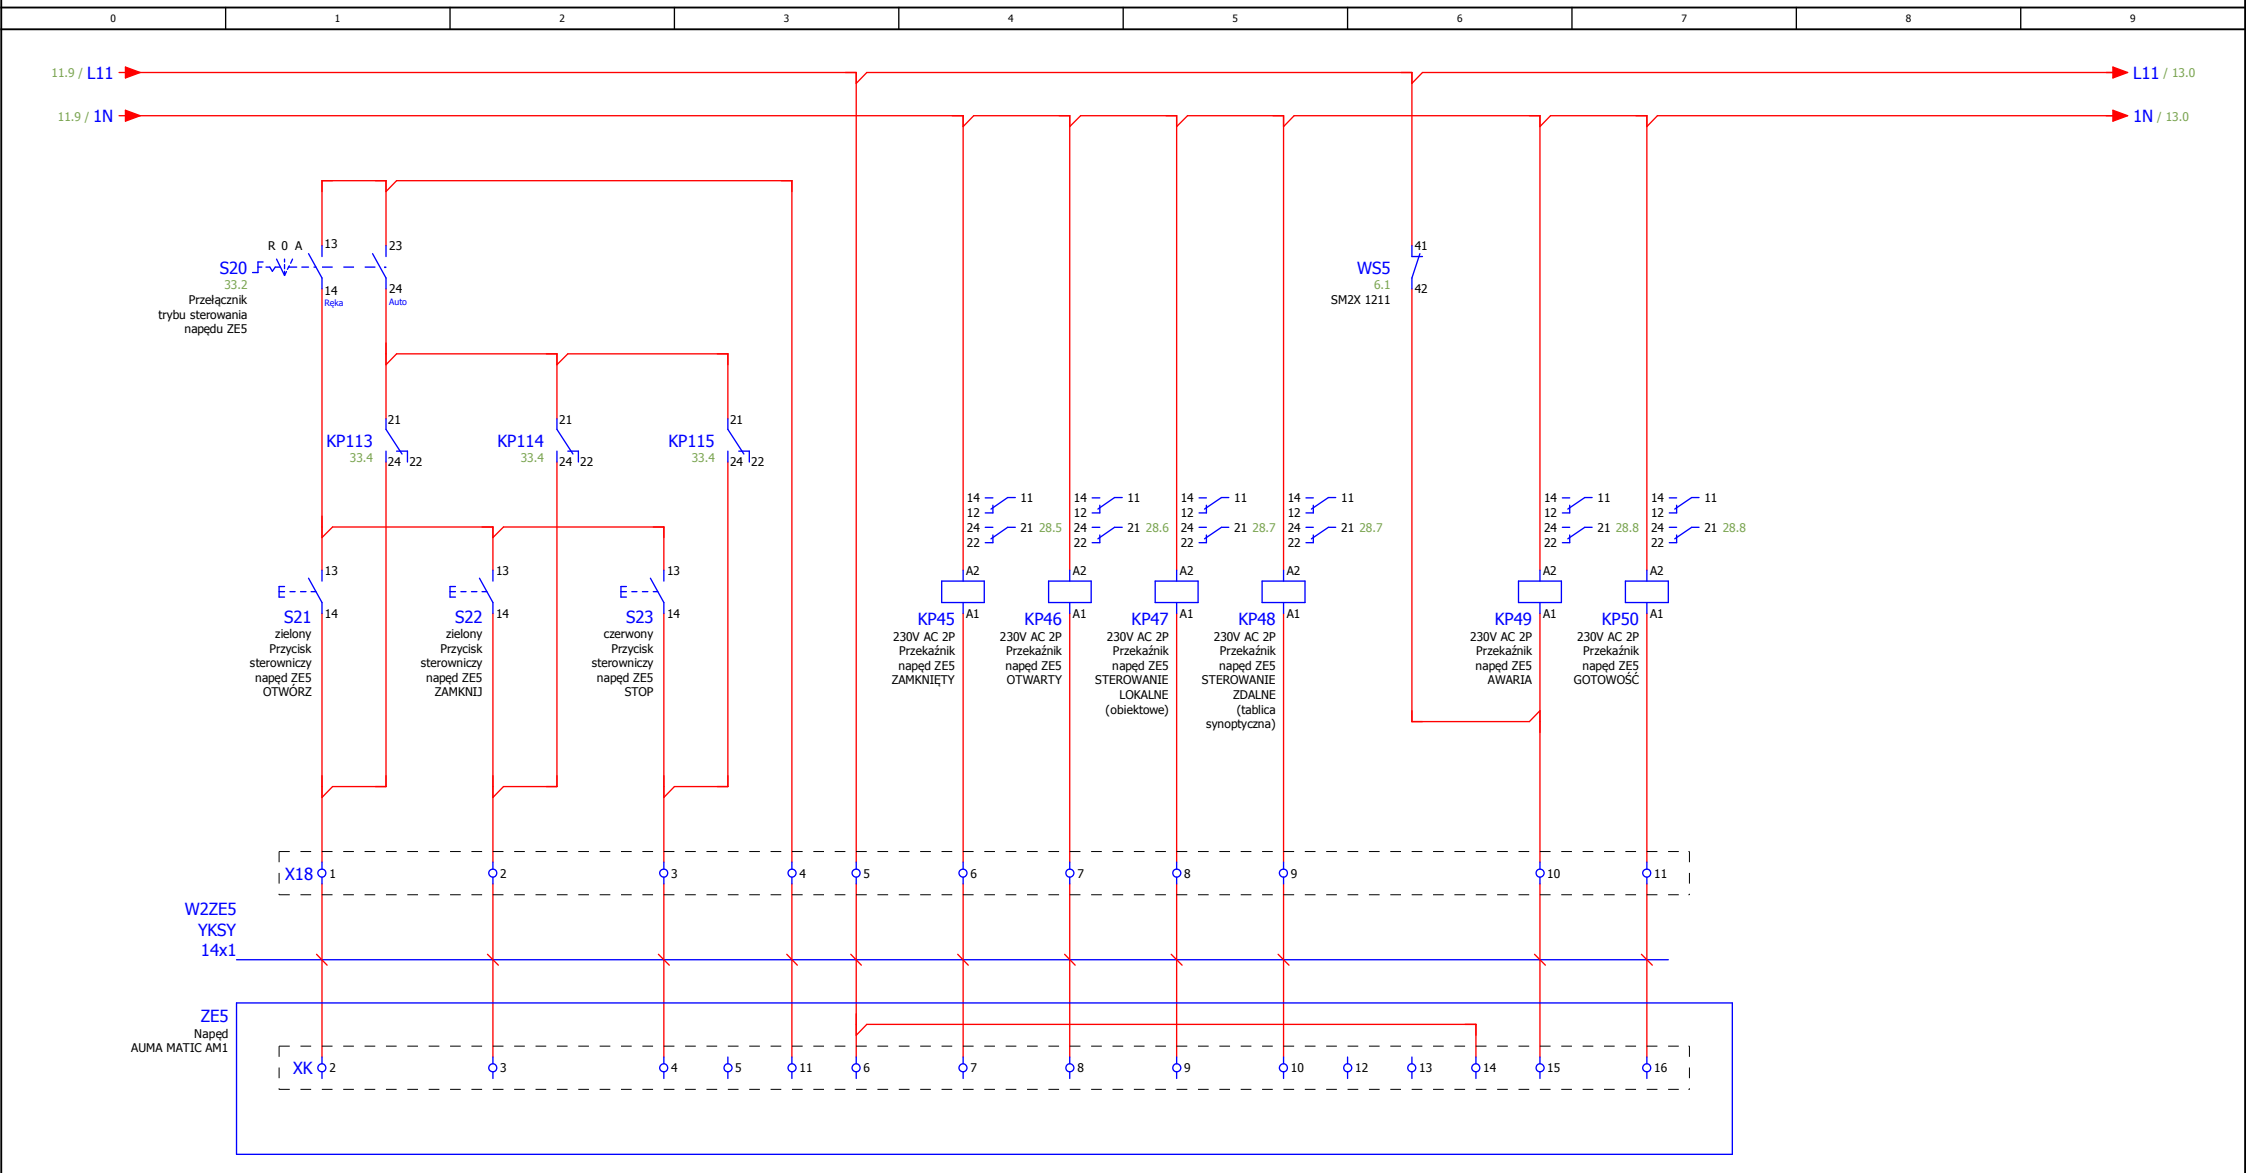 0 1 2 3 4 5 6 7 8 9
11.9 / L11
L11 / 13.0
11.9 / 1N
1N / 13.0
R 0 A
13
23
S20
33.2
14
Ręka
24
Auto
Przełącznik
trybu sterowania
napędu ZE5
41
WS5
6.1
42
SM2X 1211
21
KP113
33.4
24 22
21
KP114
33.4
24 22
21
KP115
33.4
24 22
13
E
14
S21
zielony
Przycisk
sterowniczy
napęd ZE5
OTWÓRZ
13
E
14
S22
zielony
Przycisk
sterowniczy
napęd ZE5
ZAMKNIJ
13
E
14
S23
czerwony
Przycisk
sterowniczy
napęd ZE5
STOP
14 11
12
24 21 28.5
22
A2
A1
KP45
230V AC 2P
Przekaźnik
napęd ZE5
ZAMKNIĘTY
14 11
12
24 21 28.6
22
A2
A1
KP46
230V AC 2P
Przekaźnik
napęd ZE5
OTWARTY
14 11
12
24 21 28.7
22
A2
A1
KP47
230V AC 2P
Przekaźnik
napęd ZE5
STEROWANIE
LOKALNE
(obiektowe)
14 11
12
24 21 28.7
22
A2
A1
KP48
230V AC 2P
Przekaźnik
napęd ZE5
STEROWANIE
ZDALNE
(tablica
synoptyczna)
14 11
12
24 21 28.8
22
A2
A1
KP49
230V AC 2P
Przekaźnik
napęd ZE5
AWARIA
14 11
12
24 21 28.8
22
A2
A1
KP50
230V AC 2P
Przekaźnik
napęd ZE5
GOTOWOŚĆ
X18 1 2 3 4 5 6 7 8 9 10 11
W2ZE5
YKSY
14x1
ZE5
Napęd
AUMA MATIC AM1
XK 2 3 4 5 11 6 7 8 9 10 12 13 14 15 16